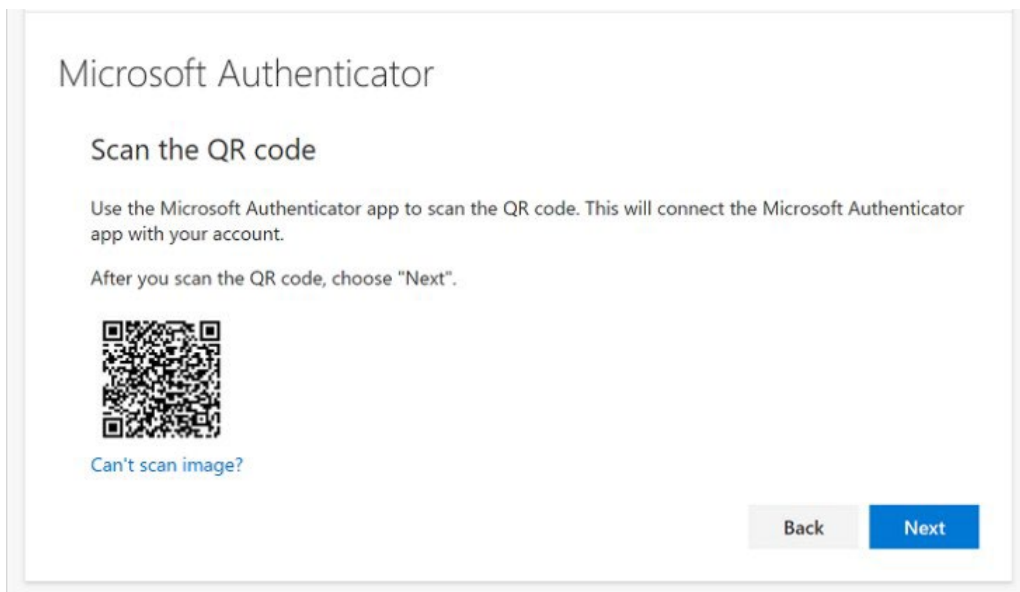 Microsoft Authenticator
Scan the QR code
Use the Microsoft Authenticator app to scan the QR code. This will connect the Microsoft Authenticator
app with your account.
After you scan the QR code, choose "Next".
Can't scan image?
Back
Next